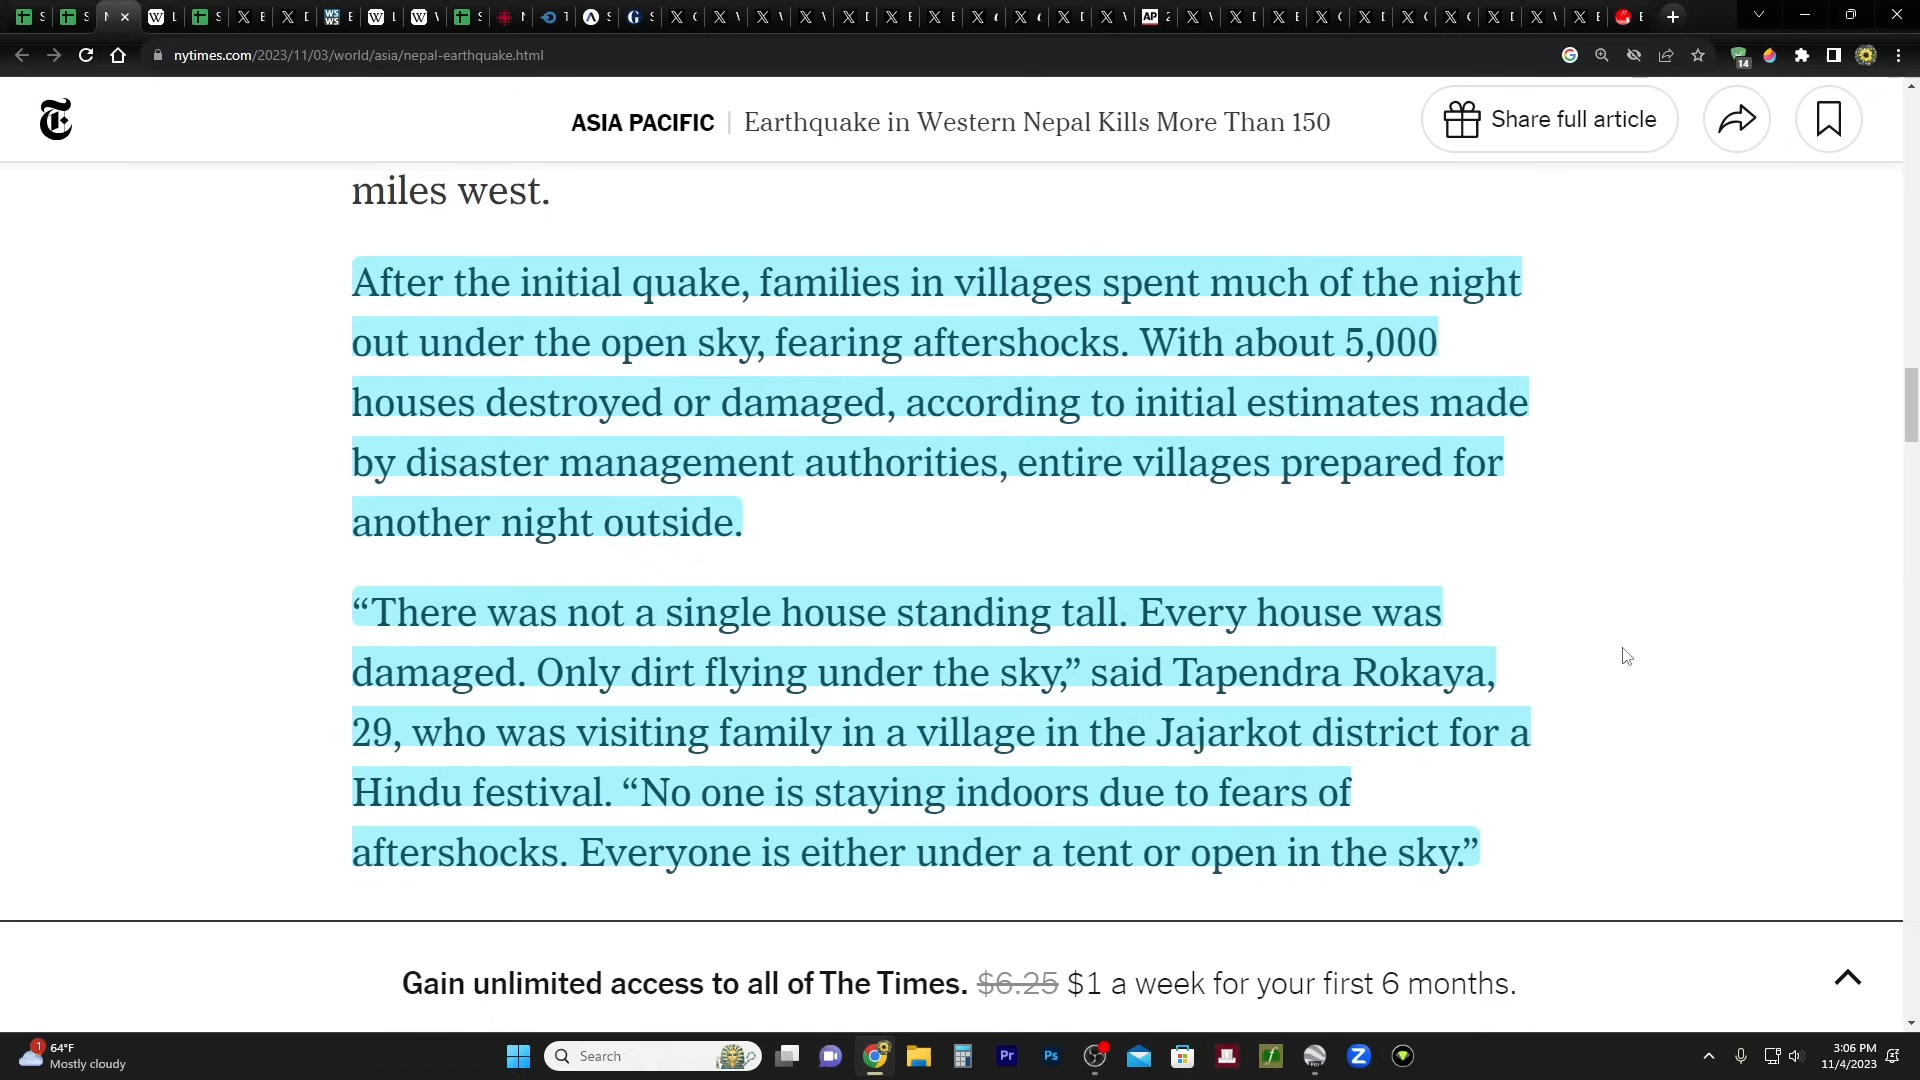 nytimes.com/2023/11/03/world/asia/nepal-earthquake.html
14
ASIA PACIFIC | Earthquake in Western Nepal Kills More Than 150
Share full article
miles west.
After the initial quake, families in villages spent much of the night
out under the open sky, fearing aftershocks. With about 5,000
houses destroyed or damaged, according to initial estimates made
by disaster management authorities, entire villages prepared for
another night outside.
“There was not a single house standing tall. Every house was
damaged. Only dirt flying under the sky,” said Tapendra Rokaya,
29, who was visiting family in a village in the Jajarkot district for a
Hindu festival. “No one is staying indoors due to fears of
aftershocks. Everyone is either under a tent or open in the sky.”
Gain unlimited access to all of The Times. $6.25 $1 a week for your first 6 months.
1
64°F
Mostly cloudy
Search
Pr
Ps
3:06 PM
11/4/2023